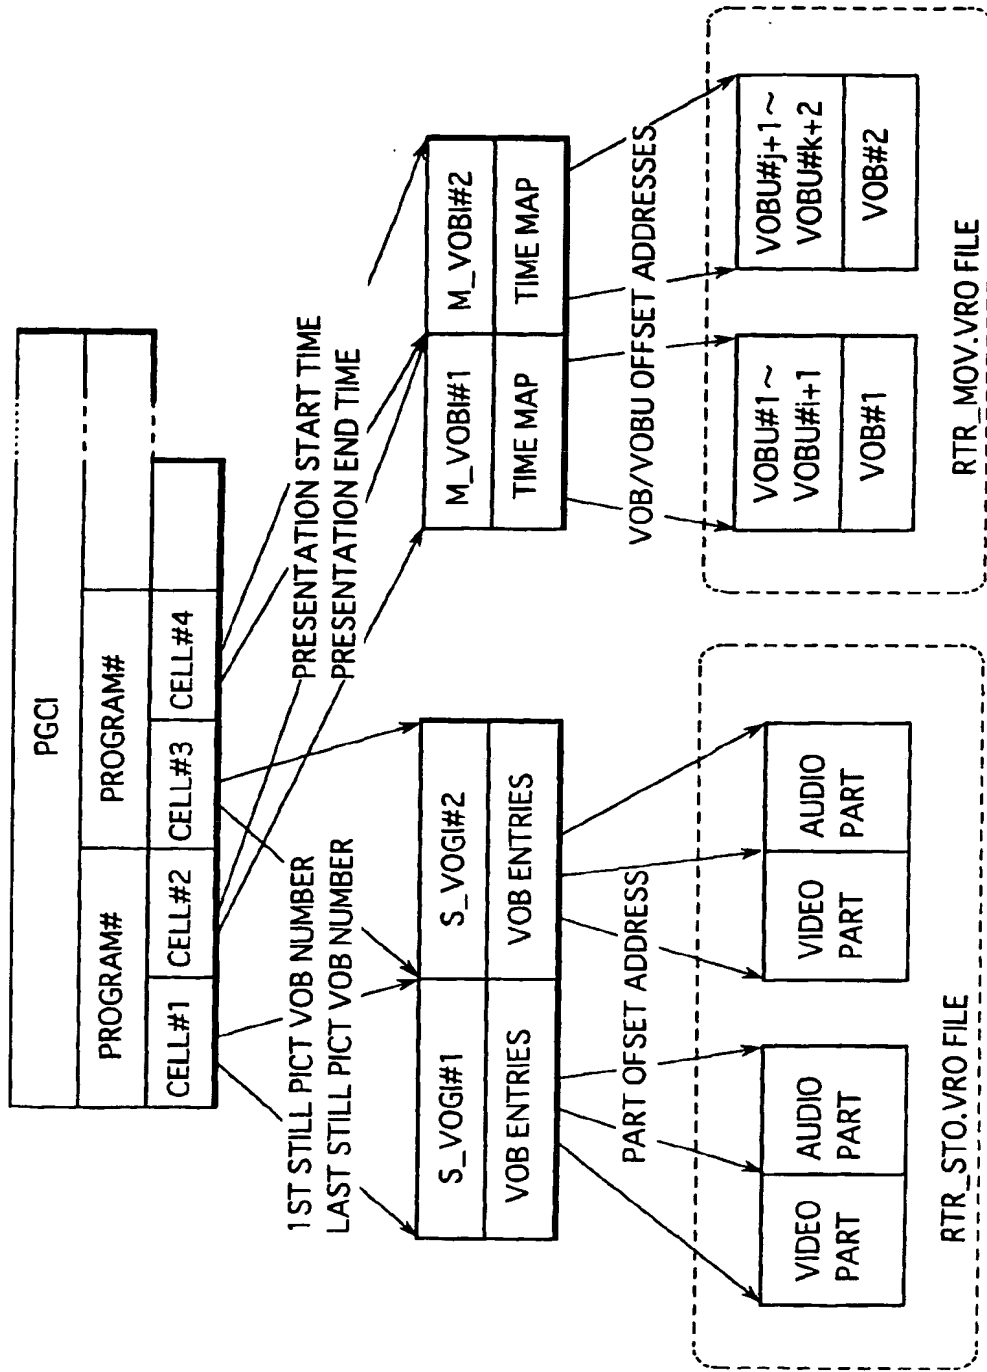 PGCI
PROGRAM#
PROGRAM#
CELL#1
CELL#2
CELL#3
CELL#4
1ST STILL PICT VOB NUMBER
LAST STILL PICT VOB NUMBER
PRESENTATION START TIME
PRESENTATION END TIME
S_VOGI#1
S_VOGI#2
VOB ENTRIES
VOB ENTRIES
M_VOBI#1
M_VOBI#2
TIME MAP
TIME MAP
PART OFSET ADDRESS
VOB/VOBU OFFSET ADDRESSES
VIDEO
PART
AUDIO
PART
VIDEO
PART
AUDIO
PART
VOBU#1~
VOBU#i+1
VOB#1
VOBU#j+1~
VOBU#k+2
VOB#2
RTR_STO.VRO FILE
RTR_MOV.VRO FILE